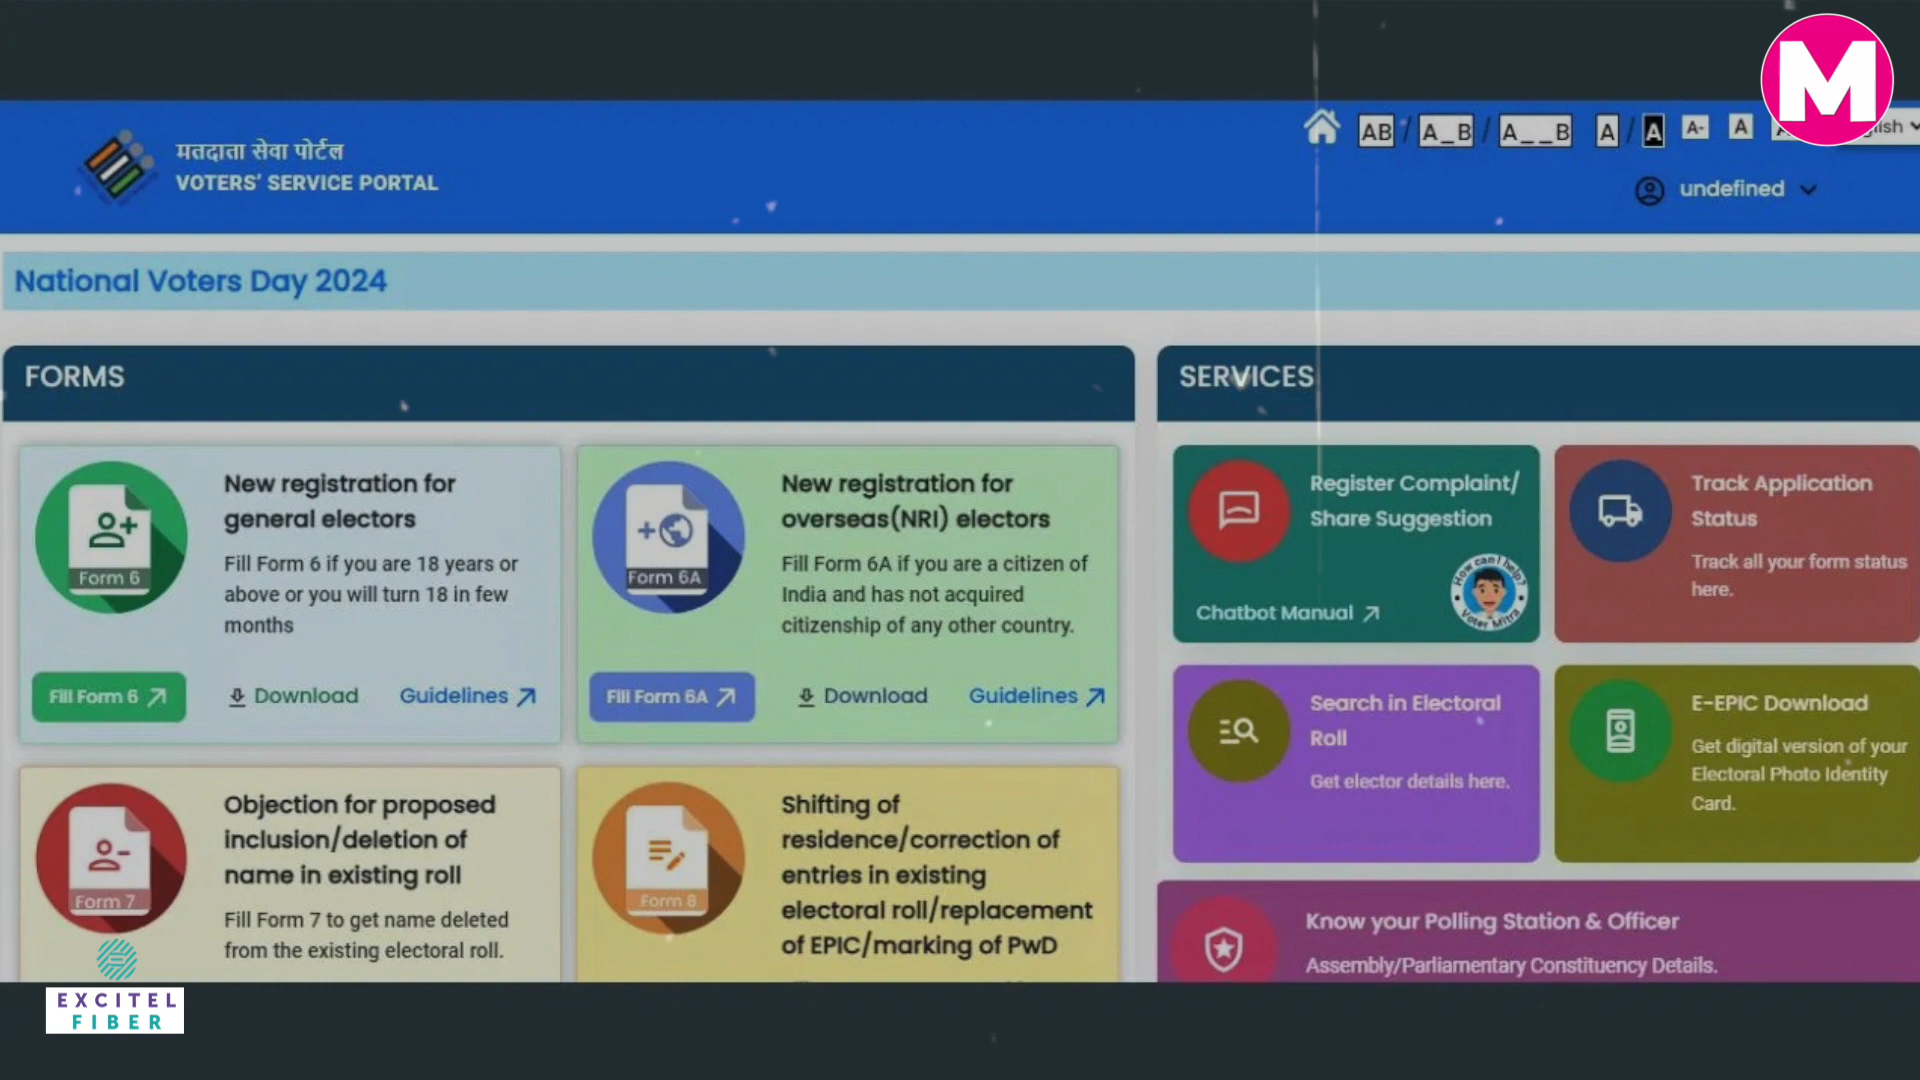 M
मतदाता सेवा पोर्टल
VOTERS' SERVICE PORTAL
AB / A_B / A__B A / A A- A
undefined
National Voters Day 2024
FORMS
New registration for
general electors
Fill Form 6 if you are 18 years or
above or you will turn 18 in few
months
Form 6
Fill Form 6
Download
Guidelines
New registration for
overseas(NRI) electors
Fill Form 6A if you are a citizen of
India and has not acquired
citizenship of any other country.
Form 6A
Fill Form 6A
Download
Guidelines
Objection for proposed
inclusion/deletion of
name in existing roll
Fill Form 7 to get name deleted
from the existing electoral roll.
Form 7
Shifting of
residence/correction of
entries in existing
electoral roll/replacement
of EPIC/marking of PwD
Form 8
SERVICES
Register Complaint/
Share Suggestion
Chatbot Manual
How can I help?
Voter Mitra
Track Application
Status
Track all your form status
here.
Search in Electoral
Roll
Get elector details here.
E-EPIC Download
Get digital version of your
Electoral Photo Identity
Card.
Know your Polling Station & Officer
Assembly/Parliamentary Constituency Details.
EXCITEL
FIBER